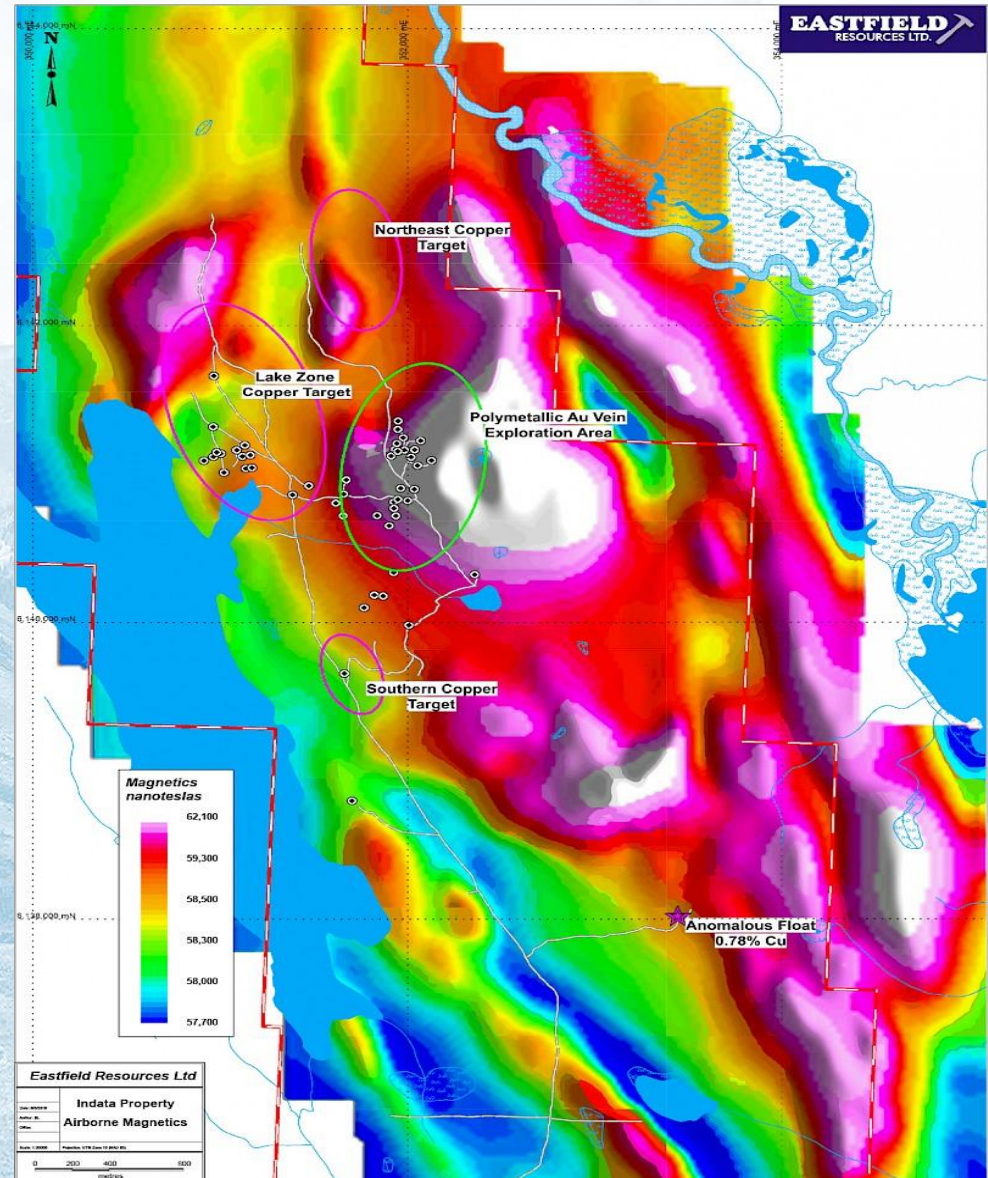 EASTFIELD
RESOURCES LTD.
N
Northeast Copper
Target
Lake Zone
Copper Target
Polymetallic Au Vein
Exploration Area
Southern Copper
Target
Anomalous Float
0.78% Cu
Magnetics
nanoteslas
62,100
59,300
58,500
58,300
58,000
57,700
Eastfield Resources Ltd
Indata Property
Airborne Magnetics
0 200 400 800
metres